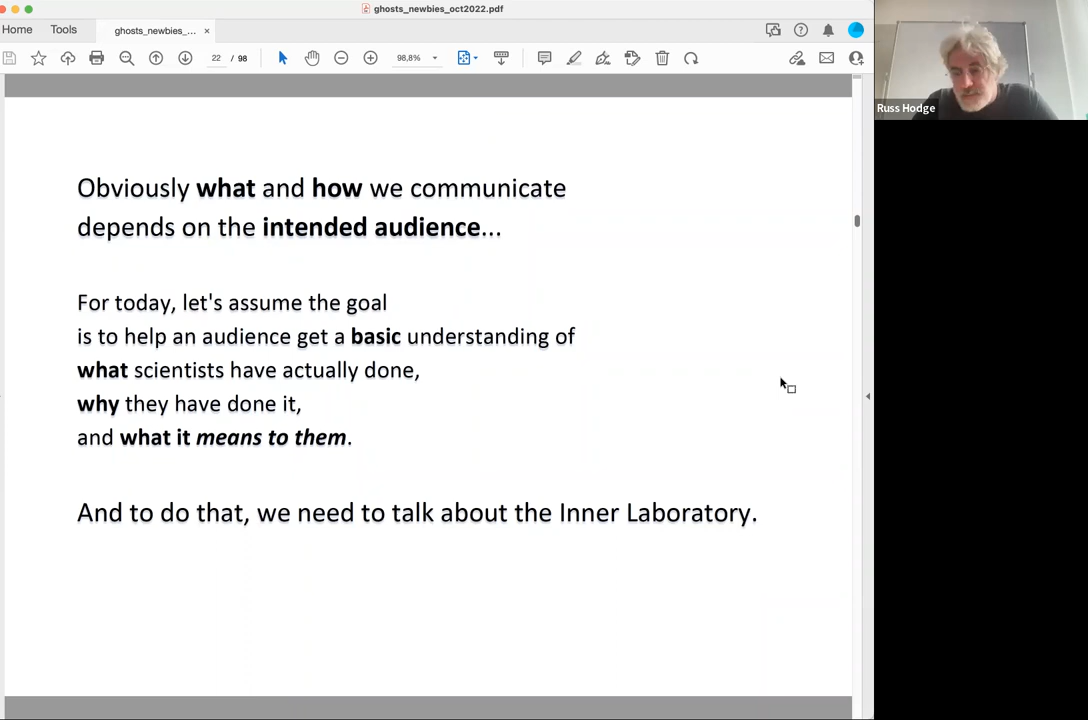 ghosts_newbies_oct2022.pdf
Home
Tools
ghosts_newbies_...
×
22 / 98
98,8%
Russ Hodge
Obviously what and how we communicate
depends on the intended audience...
For today, let's assume the goal
is to help an audience get a basic understanding of
what scientists have actually done,
why they have done it,
and what it means to them.
And to do that, we need to talk about the Inner Laboratory.